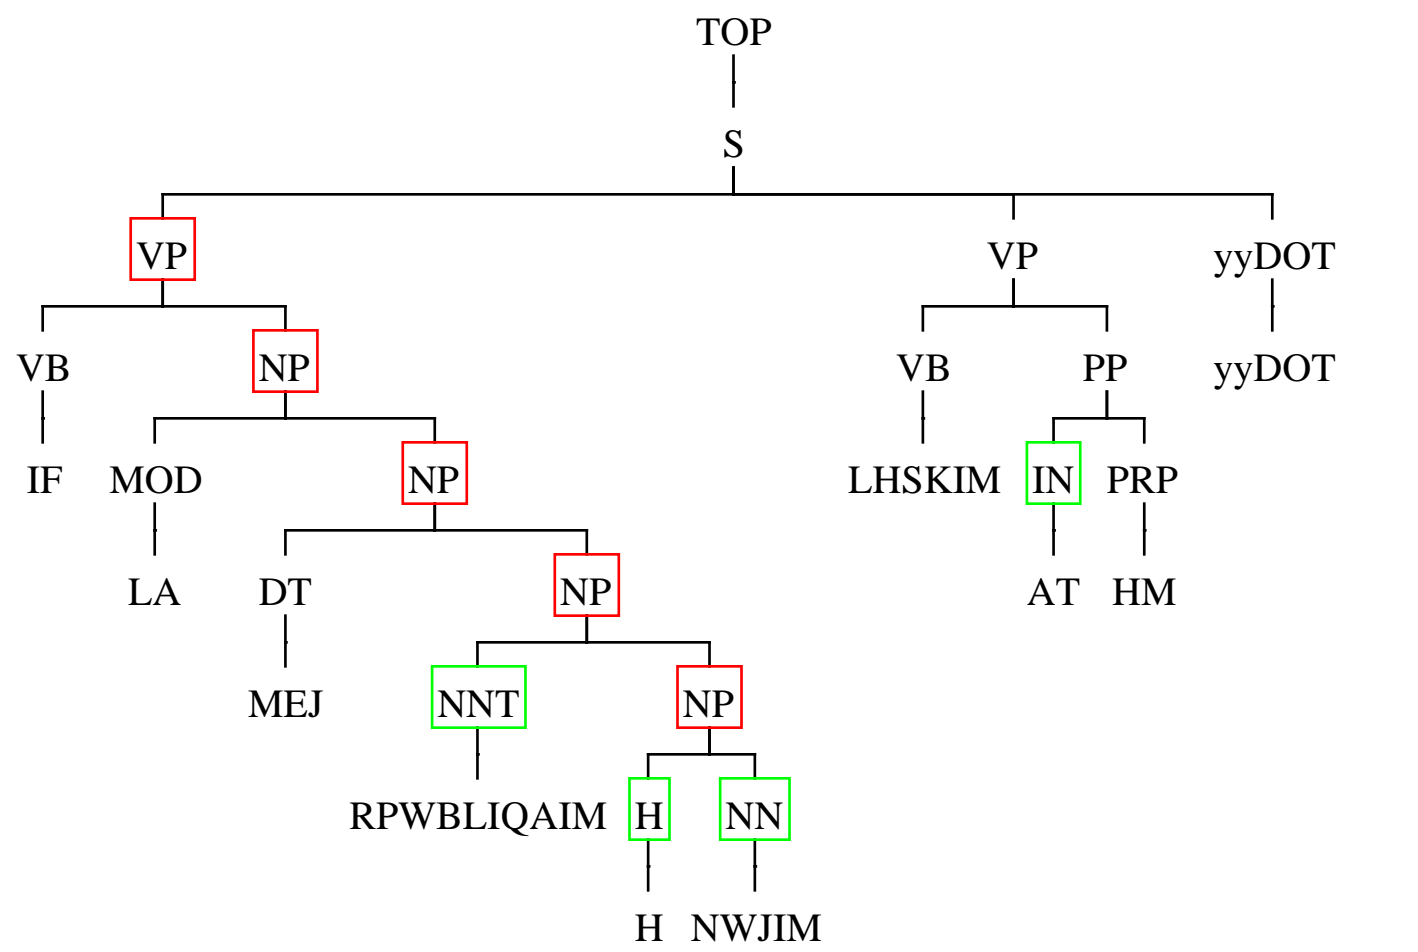 TOP
S
VP VP yyDOT
VB NP VB PP yyDOT
IF MOD NP LHSKIM IN PRP
LA DT NP AT HM
MEJ NNT NP
RPWBLIQAIM H NN
H NWJIM